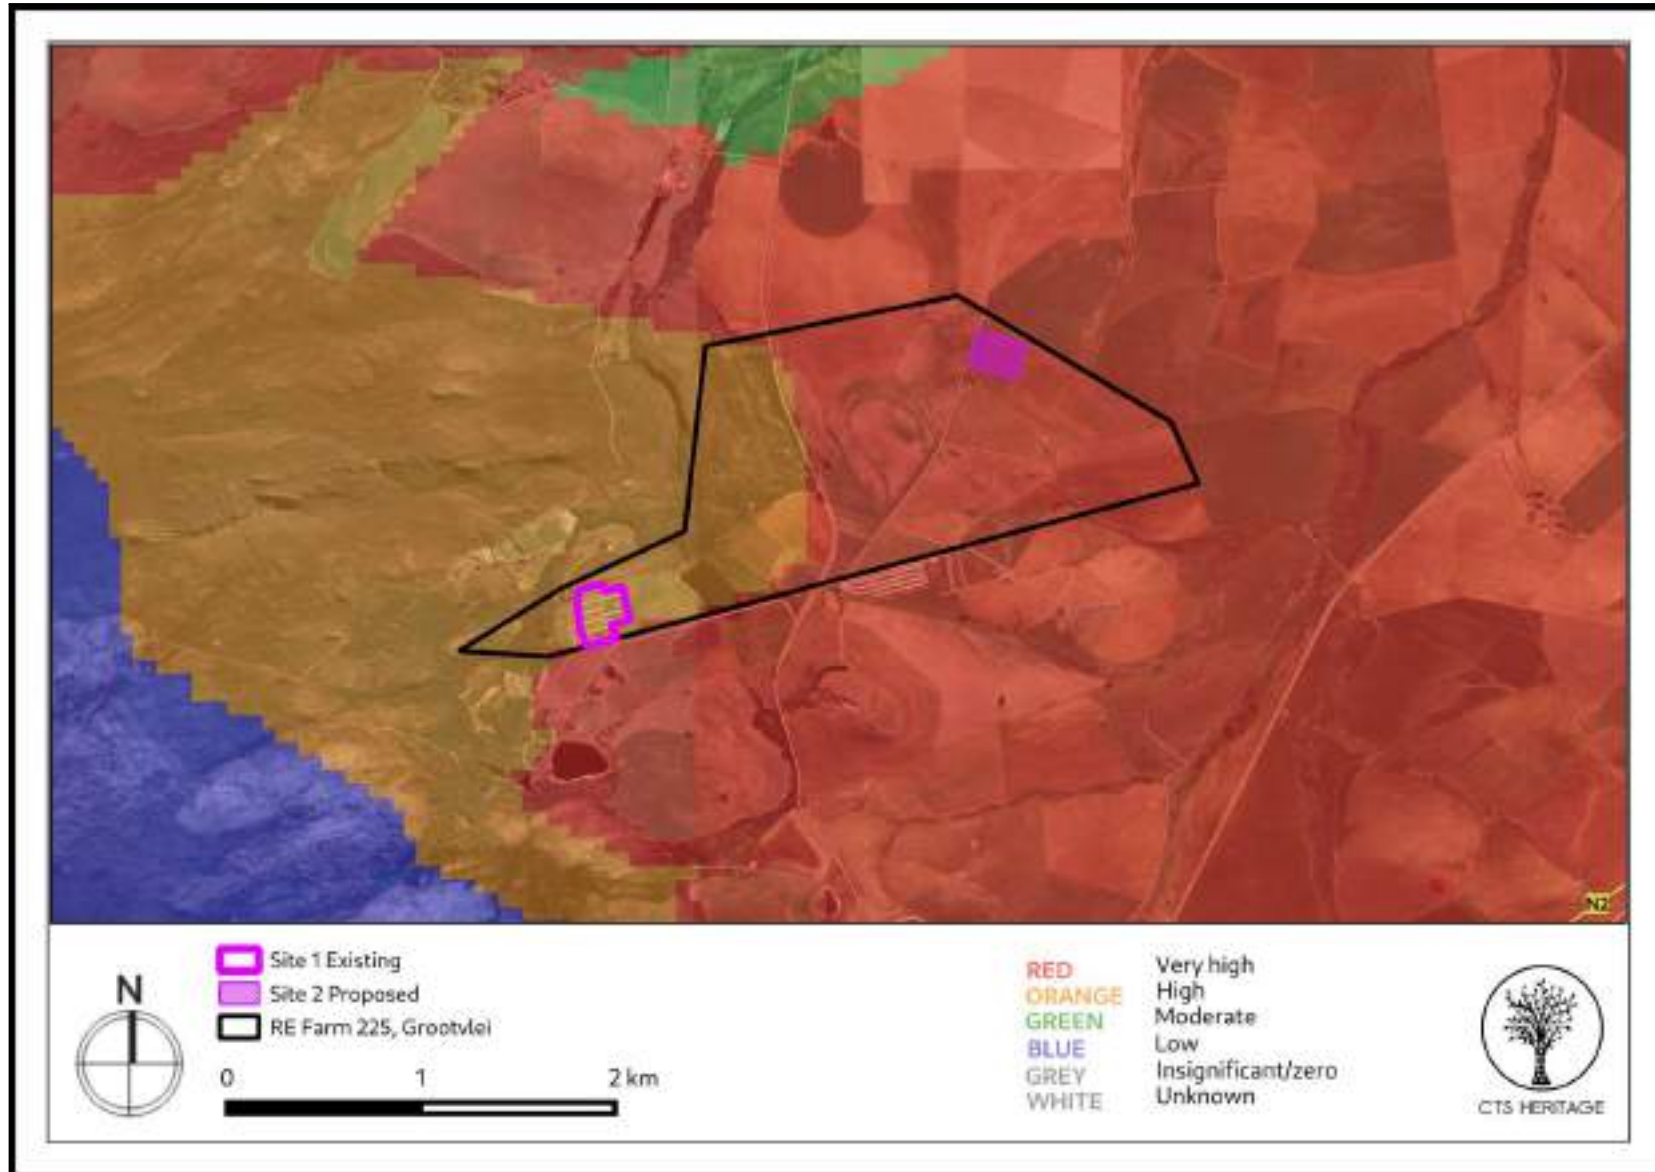 N2
N
Site 1 Existing
Site 2 Proposed
RE Farm 225, Grootvlei
0 1 2 km
RED Very high
ORANGE High
GREEN Moderate
BLUE Low
GREY Insignificant/zero
WHITE Unknown
CTS HERITAGE